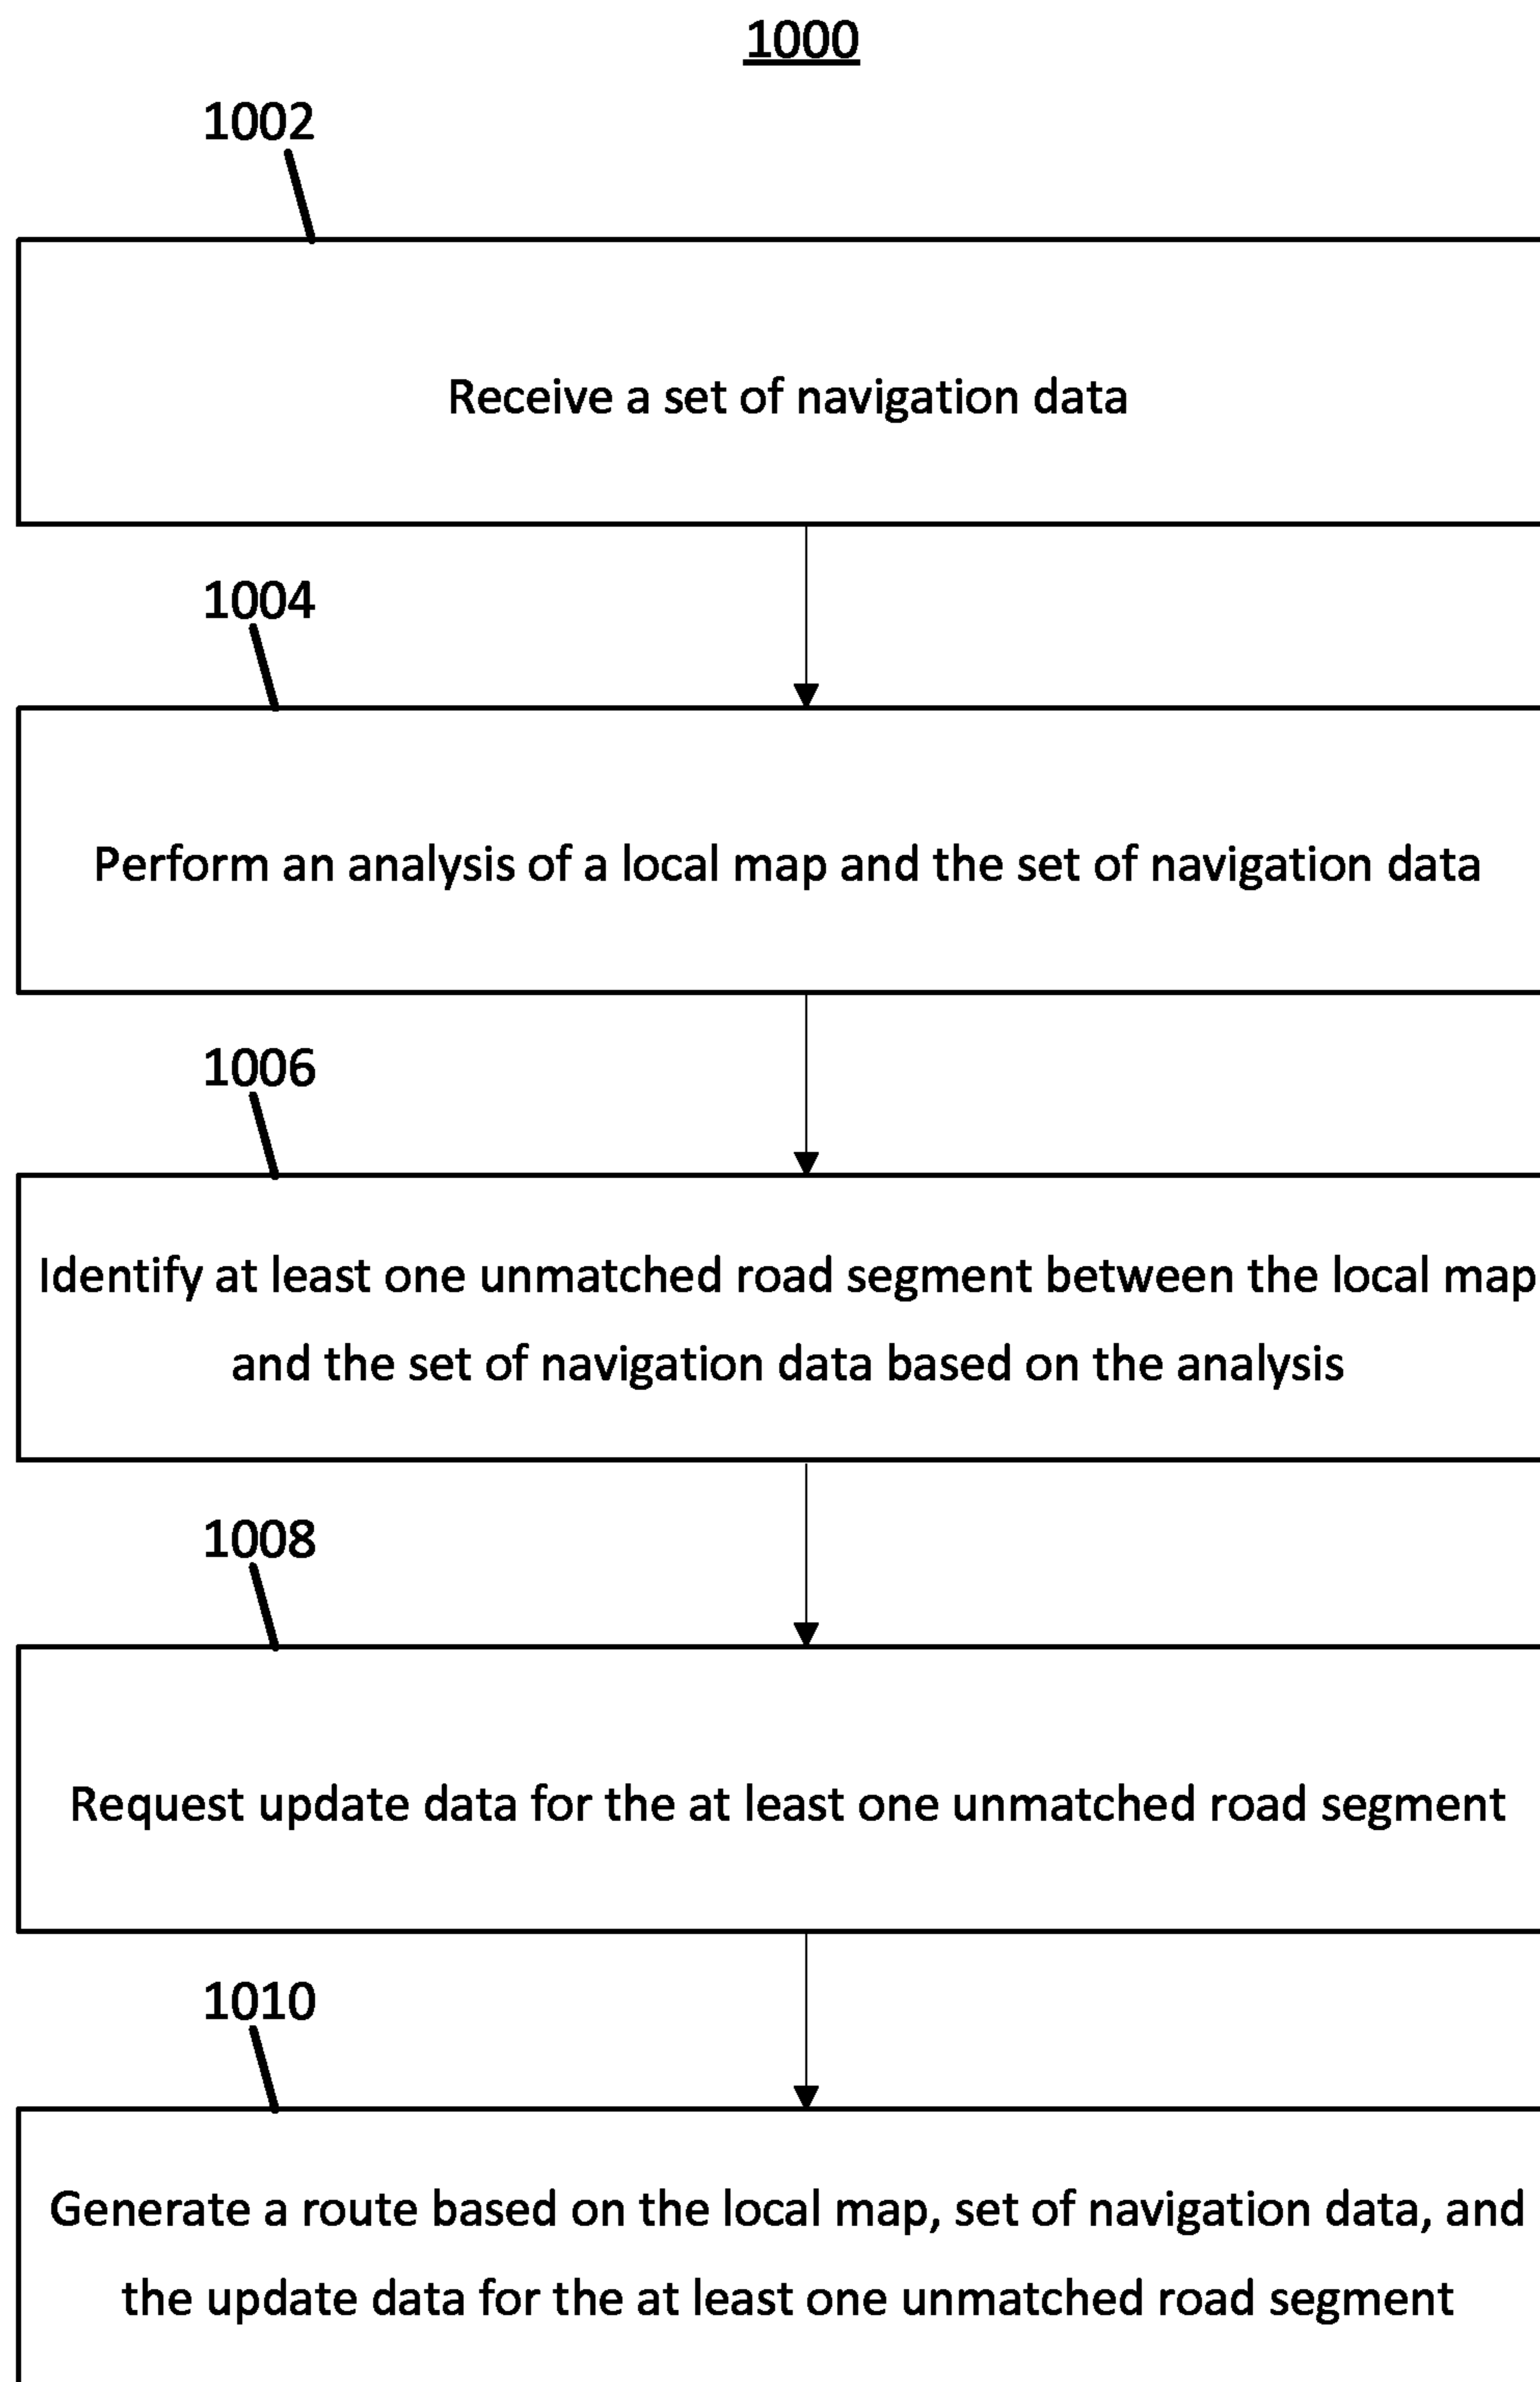 1000
1002
Receive a set of navigation data
1004
Perform an analysis of a local map and the set of navigation data
1006
Identify at least one unmatched road segment between the local map
and the set of navigation data based on the analysis
1008
Request update data for the at least one unmatched road segment
1010
Generate a route based on the local map, set of navigation data, and
the update data for the at least one unmatched road segment